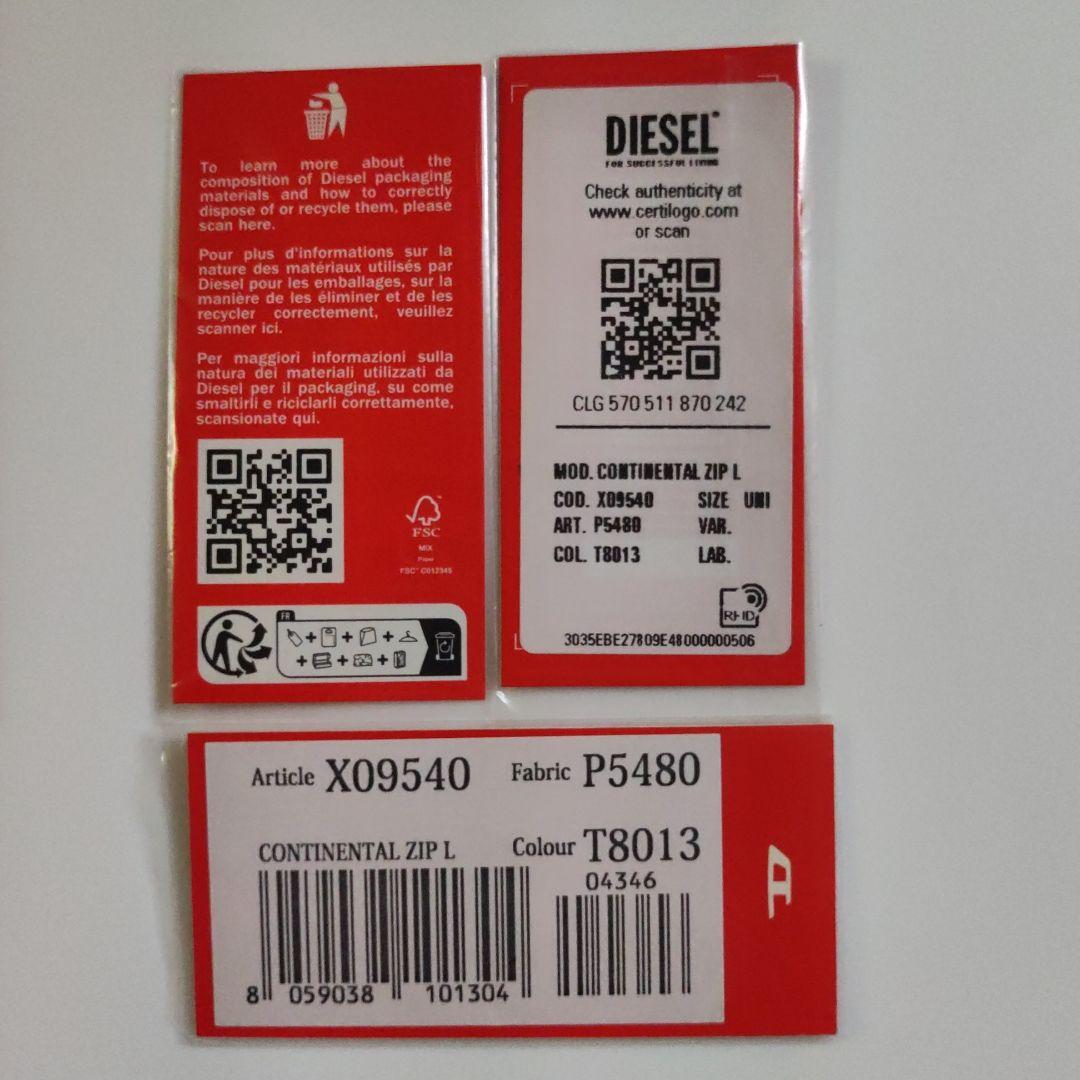 To learn more about the
composition of Diesel packaging
materials and how to correctly
dispose of or recycle them, please
scan here.
Pour plus d'informations sur la
nature des matériaux utilisés par
Diesel pour les emballages, sur la
manière de les éliminer et de les
recycler correctement, veuillez
scanner ici.
Per maggiori informazioni sulla
natura dei materiali utilizzati da
Diesel per il packaging, su come
smaltirli e riciclarli correttamente,
scansionate qui.
FSC
MIX
Paper
FSC™ C012345
FR
DIESEL
FOR SUCCESSFUL LIVING
Check authenticity at
www.certilogo.com
or scan
CLG 570 511 870 242
MOD. CONTINENTAL ZIP L
COD. X09540 SIZE UNI
ART. P5480 VAR.
COL. T8013 LAB.
RFID
3035EBE27809E48000000506
Article X09540 Fabric P5480
CONTINENTAL ZIP L Colour T8013
04346
8 059038 101304